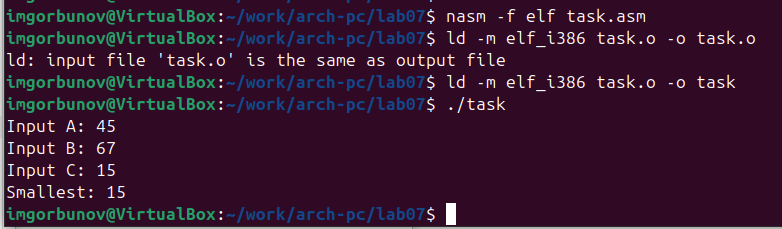 imgorbunov@VirtualBox:~/work/arch-pc/lab07$ nasm -f elf task.asm
imgorbunov@VirtualBox:~/work/arch-pc/lab07$ ld -m elf_i386 task.o -o task.o
ld: input file 'task.o' is the same as output file
imgorbunov@VirtualBox:~/work/arch-pc/lab07$ ld -m elf_i386 task.o -o task
imgorbunov@VirtualBox:~/work/arch-pc/lab07$ ./task
Input A: 45
Input B: 67
Input C: 15
Smallest: 15
imgorbunov@VirtualBox:~/work/arch-pc/lab07$